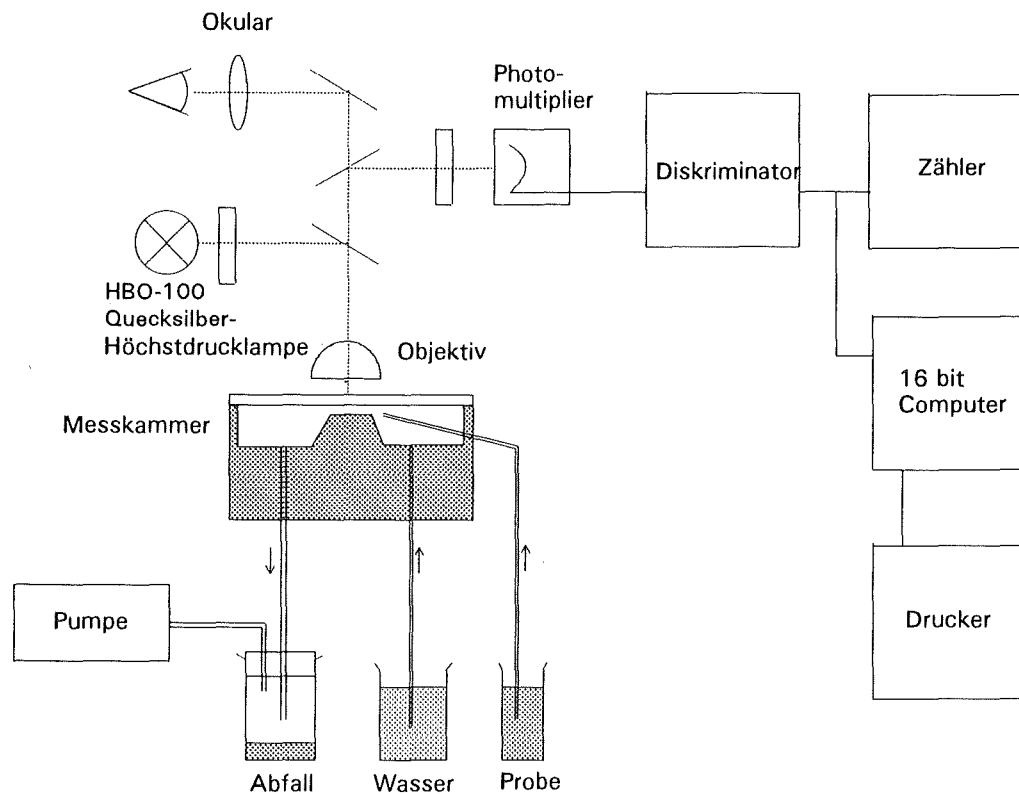 Okular
Photo-
multiplier
Diskriminator
Zähler
HBO-100
Quecksilber-
Höchstdrucklampe
Objektiv
16 bit
Computer
Messkammer
Pumpe
Drucker
Abfall
Wasser
Probe